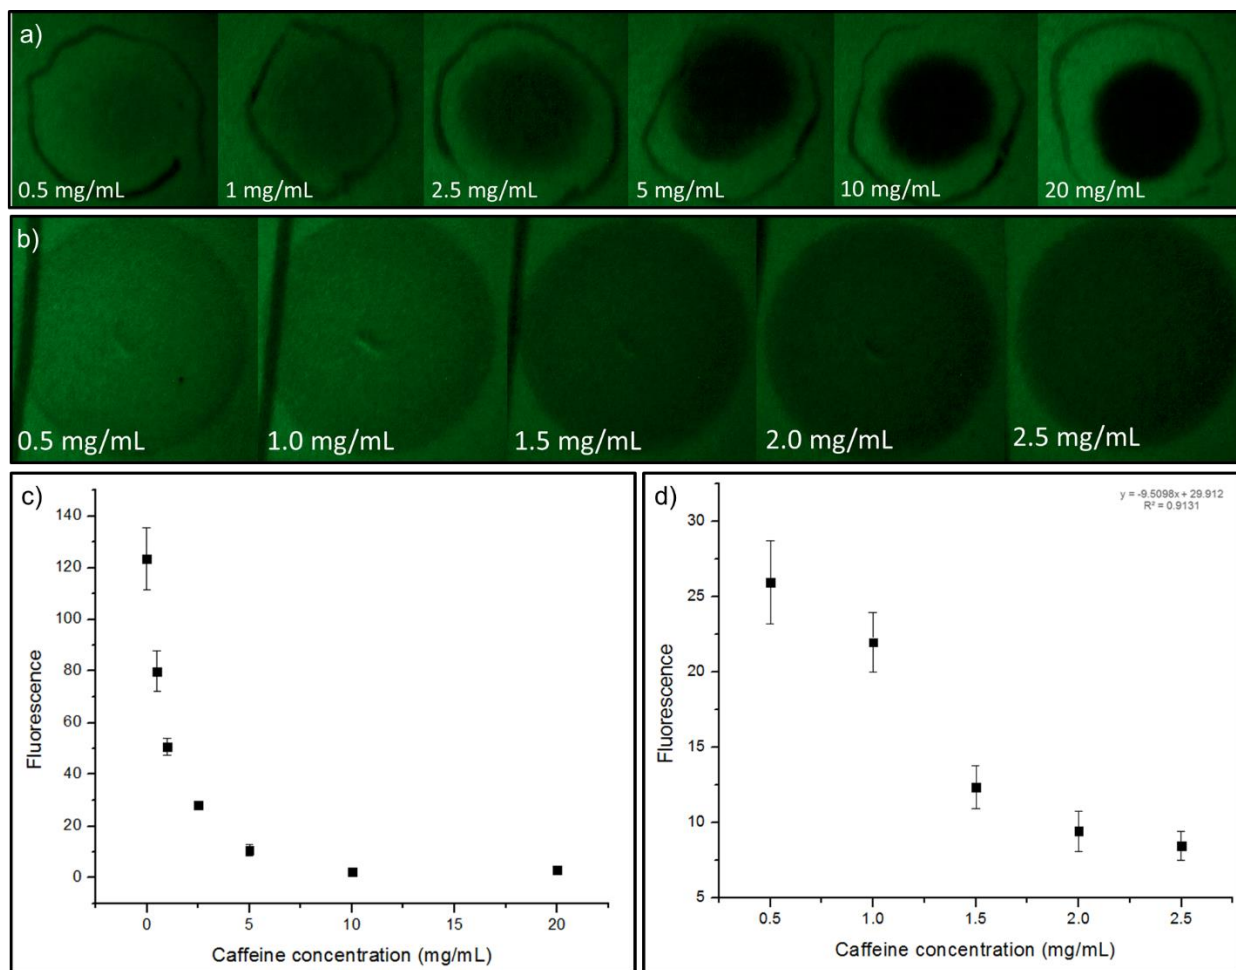 a)
0.5 mg/mL
1 mg/mL
2.5 mg/mL
5 mg/mL
10 mg/mL
20 mg/mL
b)
0.5 mg/mL
1.0 mg/mL
1.5 mg/mL
2.0 mg/mL
2.5 mg/mL
c)
140
120
100
80
60
40
20
0
Fluorescence
0
5
10
15
20
Caffeine concentration (mg/mL)
d)
y = -9.5098x + 29.912
R² = 0.9131
30
25
20
15
10
5
Fluorescence
0.5
1.0
1.5
2.0
2.5
Caffeine concentration (mg/mL)